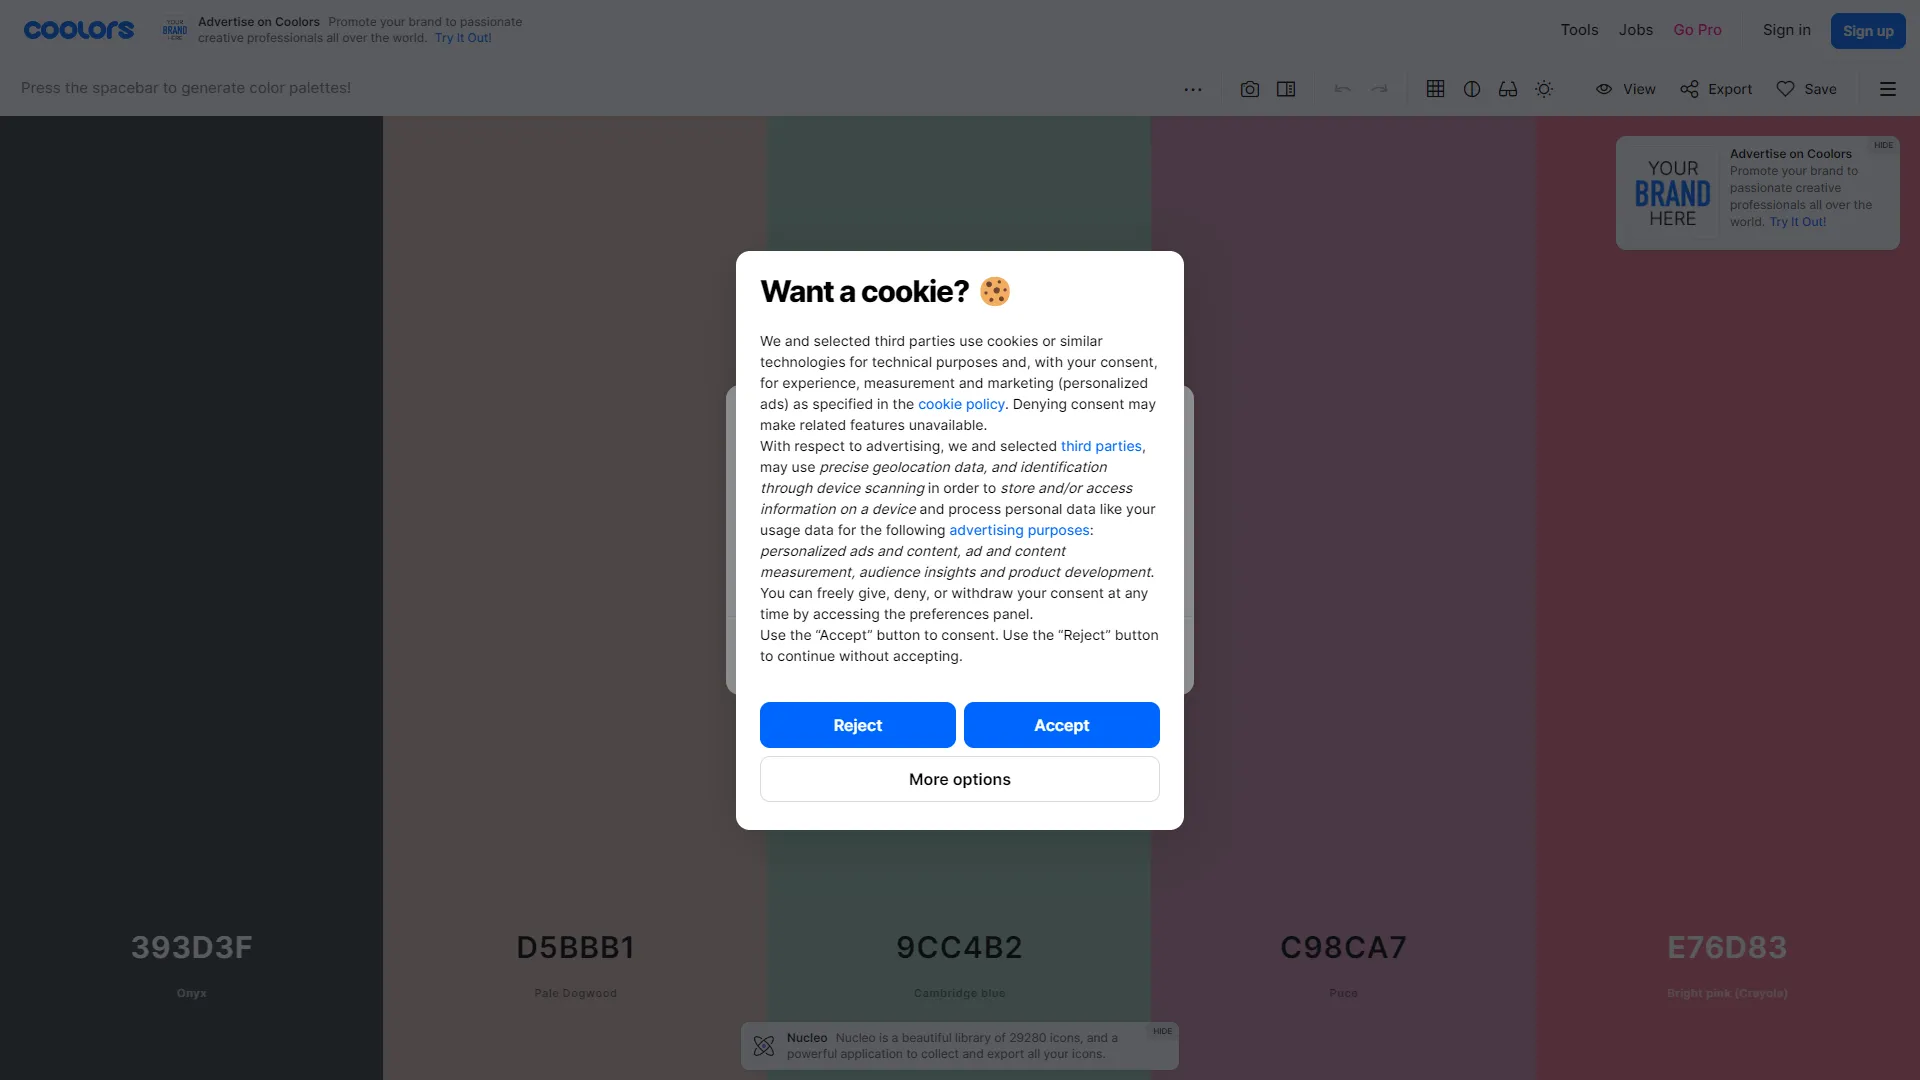 coolors
YOUR
BRAND
HERE
Advertise on Coolors Promote your brand to passionate
creative professionals all over the world. Try It Out!
Tools Jobs Go Pro Sign in Sign up
Press the spacebar to generate color palettes!
View Export Save
HIDE
YOUR
BRAND
HERE
Advertise on Coolors
Promote your brand to
passionate creative
professionals all over the
world. Try It Out!
Want a cookie?
We and selected third parties use cookies or similar
technologies for technical purposes and, with your consent,
for experience, measurement and marketing (personalized
ads) as specified in the cookie policy. Denying consent may
make related features unavailable.
With respect to advertising, we and selected third parties,
may use precise geolocation data, and identification
through device scanning in order to store and/or access
information on a device and process personal data like your
usage data for the following advertising purposes:
personalized ads and content, ad and content
measurement, audience insights and product development.
You can freely give, deny, or withdraw your consent at any
time by accessing the preferences panel.
Use the “Accept” button to consent. Use the “Reject” button
to continue without accepting.
Reject Accept
More options
393D3F D5BBB1 9CC4B2 C98CA7 E76D83
Onyx Pale Dogwood Cambridge blue Puce Bright pink (Crayola)
HIDE
Nucleo Nucleo is a beautiful library of 29280 icons, and a
powerful application to collect and export all your icons.